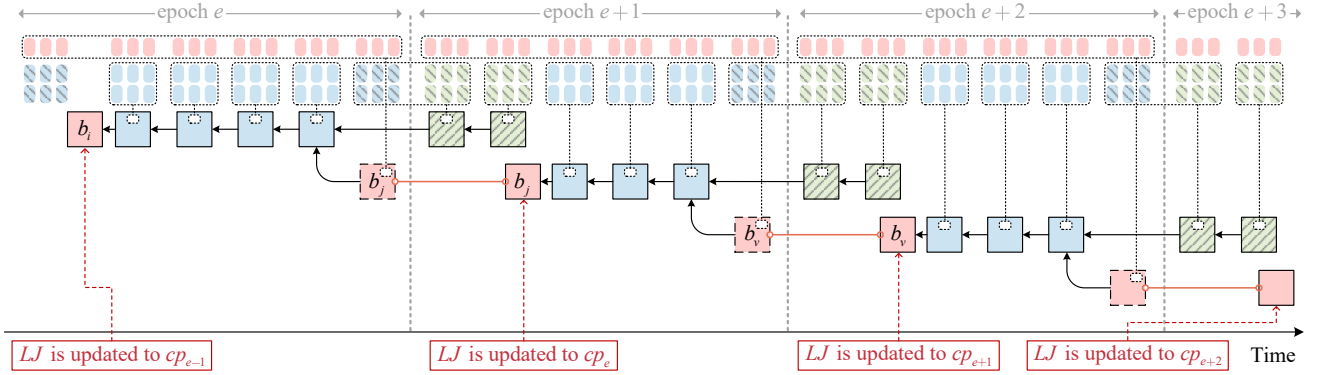 epoch e epoch e+1 epoch e+2 epoch e+3
b_i
b_j b_j
b_v b_v
LJ is updated to cp_{e−1} LJ is updated to cp_e LJ is updated to cp_{e+1} LJ is updated to cp_{e+2} Time